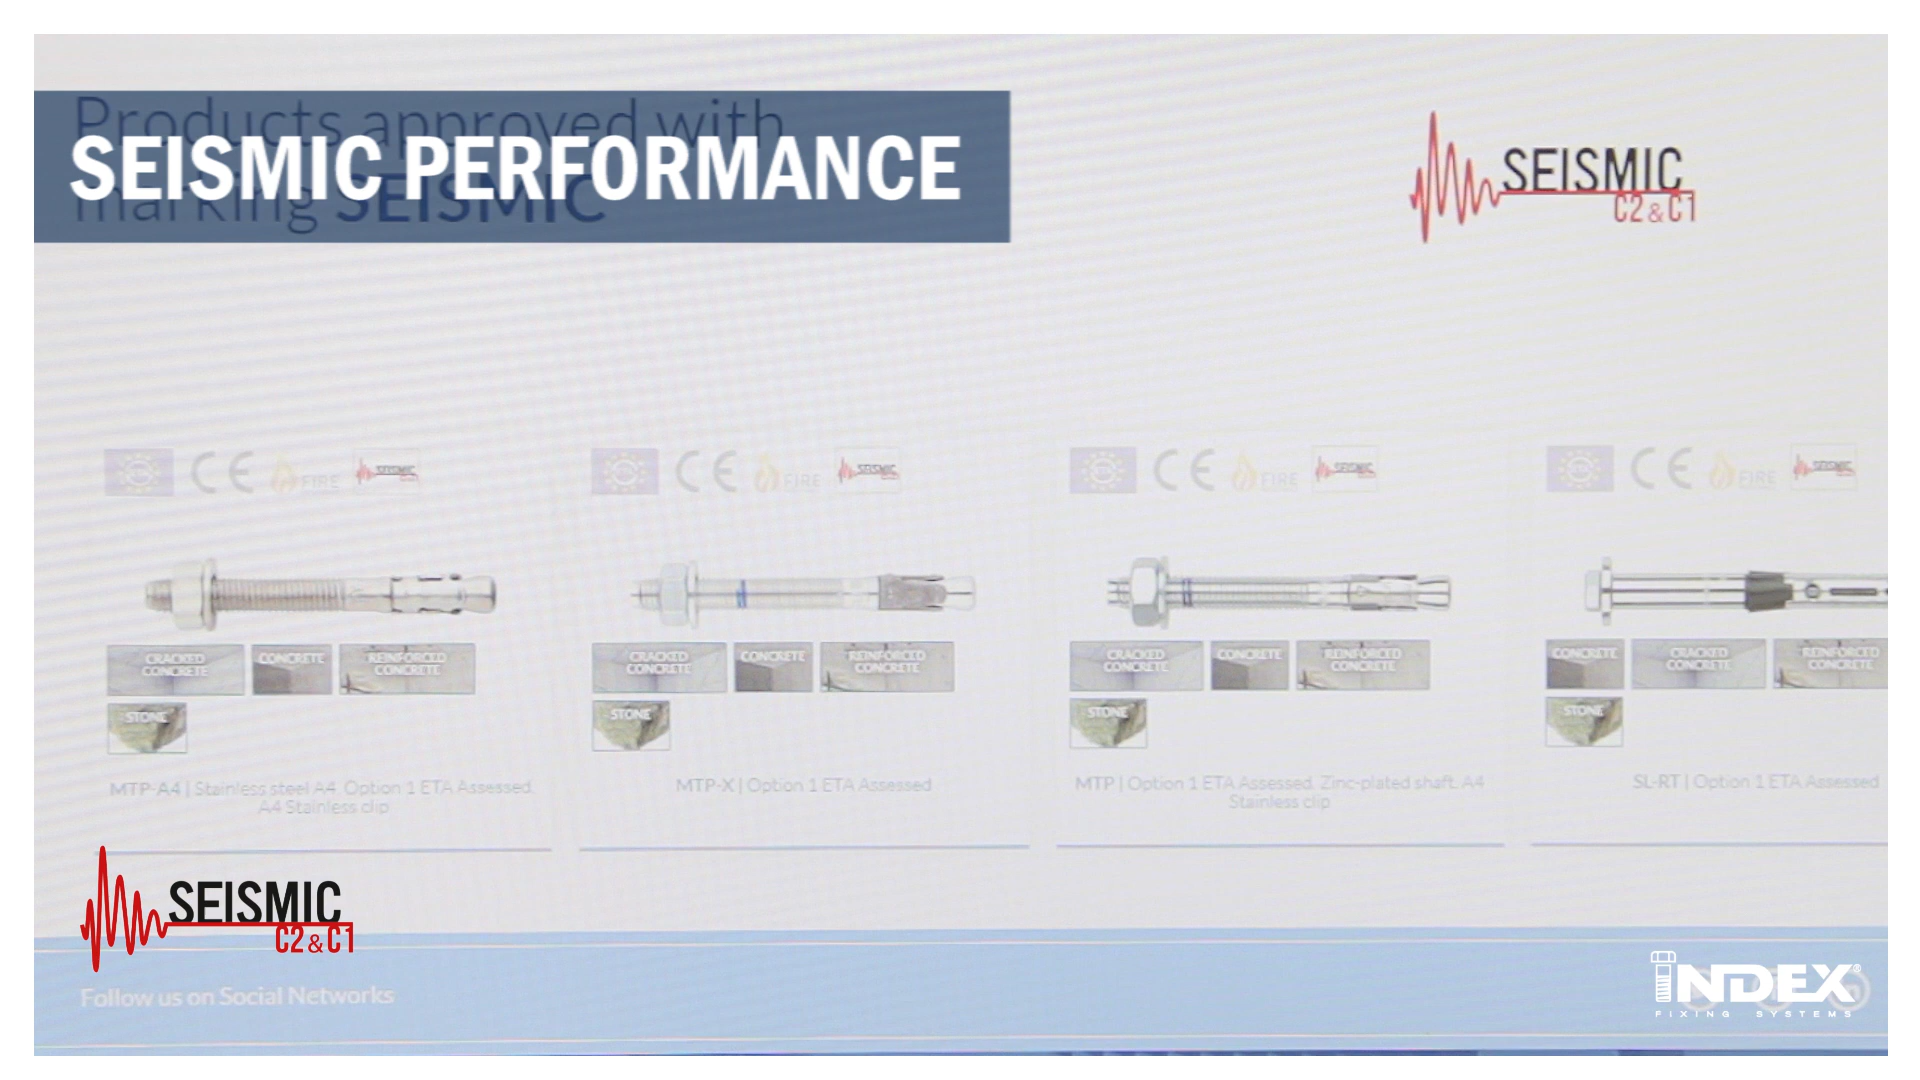 Products approved with
SEISMIC PERFORMANCE
marking SEISMIC
SEISMIC
C2 & C1
CE FIRE SEISMIC
CE FIRE SEISMIC
CE FIRE SEISMIC
CE FIRE SEISMIC
CRACKED CONCRETE
CONCRETE
REINFORCED CONCRETE
STONE
CRACKED CONCRETE
CONCRETE
REINFORCED CONCRETE
STONE
CRACKED CONCRETE
CONCRETE
REINFORCED CONCRETE
STONE
CONCRETE
CRACKED CONCRETE
REINFORCED CONCRETE
STONE
MTP-A4 | Stainless steel A4. Option 1 ETA Assessed.
A4 Stainless clip
MTP-X | Option 1 ETA Assessed
MTP | Option 1 ETA Assessed. Zinc-plated shaft. A4
Stainless clip
SL-RT | Option 1 ETA Assessed
SEISMIC
C2 & C1
Follow us on Social Networks
INDEX®
FIXING SYSTEMS